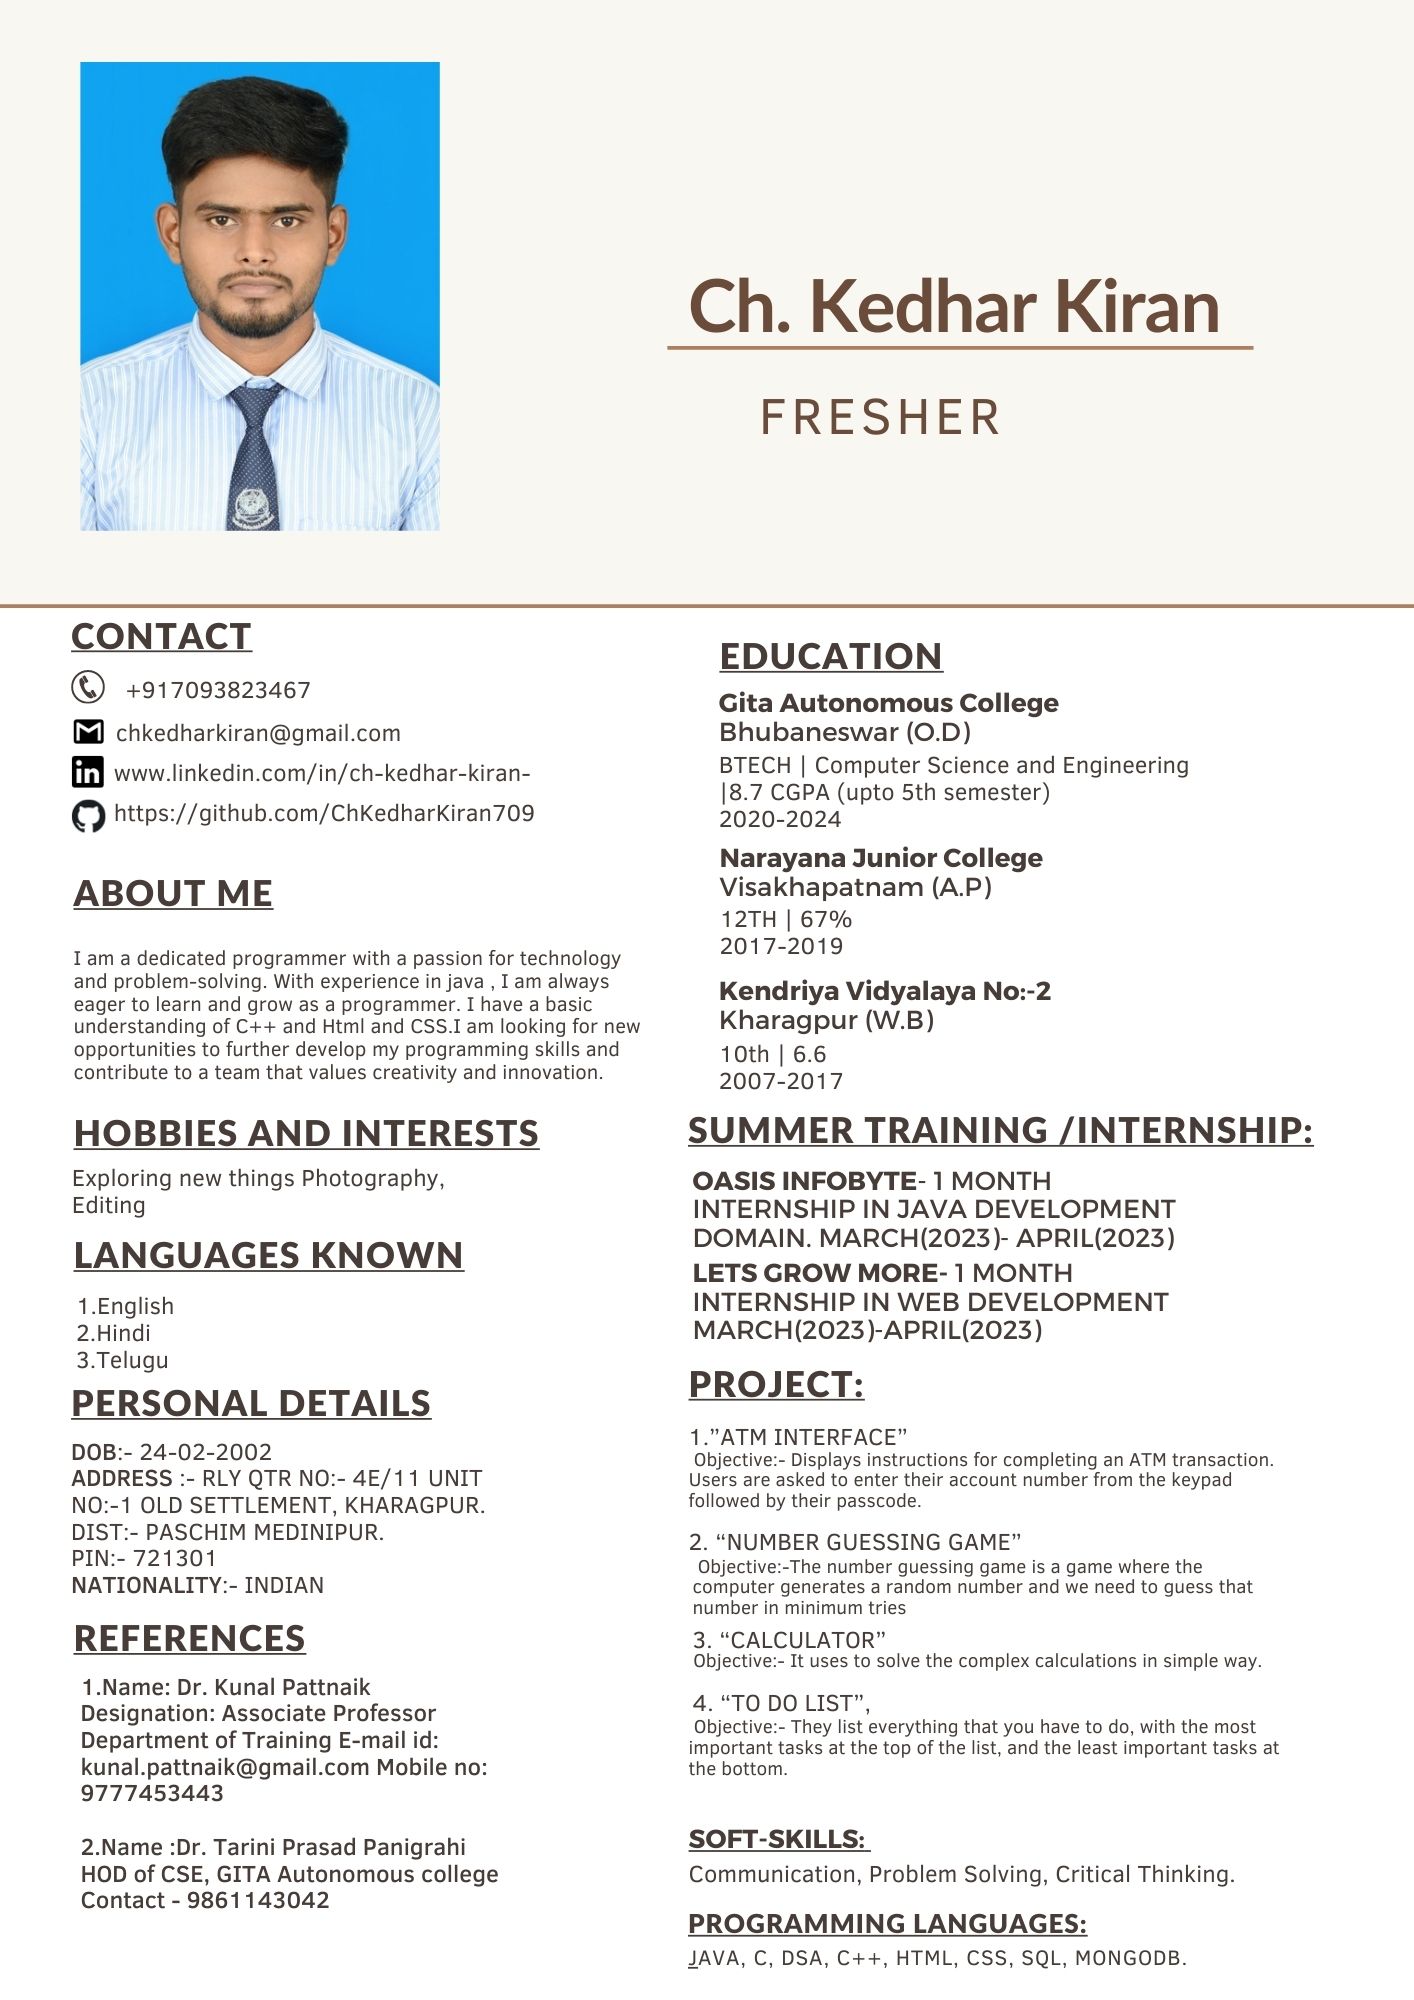 Ch. Kedhar Kiran
FRESHER
CONTACT
+917093823467
chkedharkiran@gmail.com
www.linkedin.com/in/ch-kedhar-kiran-
https://github.com/ChKedharKiran709
ABOUT ME
I am a dedicated programmer with a passion for technology
and problem-solving. With experience in java , I am always
eager to learn and grow as a programmer. I have a basic
understanding of C++ and Html and CSS.I am looking for new
opportunities to further develop my programming skills and
contribute to a team that values creativity and innovation.
HOBBIES AND INTERESTS
Exploring new things Photography,
Editing
LANGUAGES KNOWN
1.English
2.Hindi
3.Telugu
PERSONAL DETAILS
DOB:- 24-02-2002
ADDRESS :- RLY QTR NO:- 4E/11 UNIT
NO:-1 OLD SETTLEMENT, KHARAGPUR.
DIST:- PASCHIM MEDINIPUR.
PIN:- 721301
NATIONALITY:- INDIAN
REFERENCES
1.Name: Dr. Kunal Pattnaik
Designation: Associate Professor
Department of Training E-mail id:
kunal.pattnaik@gmail.com Mobile no:
9777453443
2.Name :Dr. Tarini Prasad Panigrahi
HOD of CSE, GITA Autonomous college
Contact - 9861143042
EDUCATION
Gita Autonomous College
Bhubaneswar (O.D)
BTECH | Computer Science and Engineering
|8.7 CGPA (upto 5th semester)
2020-2024
Narayana Junior College
Visakhapatnam (A.P)
12TH | 67%
2017-2019
Kendriya Vidyalaya No:-2
Kharagpur (W.B)
10th | 6.6
2007-2017
SUMMER TRAINING /INTERNSHIP:
OASIS INFOBYTE- 1 MONTH
INTERNSHIP IN JAVA DEVELOPMENT
DOMAIN. MARCH(2023)- APRIL(2023)
LETS GROW MORE- 1 MONTH
INTERNSHIP IN WEB DEVELOPMENT
MARCH(2023)-APRIL(2023)
PROJECT:
1.”ATM INTERFACE”
Objective:- Displays instructions for completing an ATM transaction.
Users are asked to enter their account number from the keypad
followed by their passcode.
2. “NUMBER GUESSING GAME”
Objective:-The number guessing game is a game where the
computer generates a random number and we need to guess that
number in minimum tries
3. “CALCULATOR”
Objective:- It uses to solve the complex calculations in simple way.
4. “TO DO LIST”,
Objective:- They list everything that you have to do, with the most
important tasks at the top of the list, and the least important tasks at
the bottom.
SOFT-SKILLS:
Communication, Problem Solving, Critical Thinking.
PROGRAMMING LANGUAGES:
JAVA, C, DSA, C++, HTML, CSS, SQL, MONGODB.